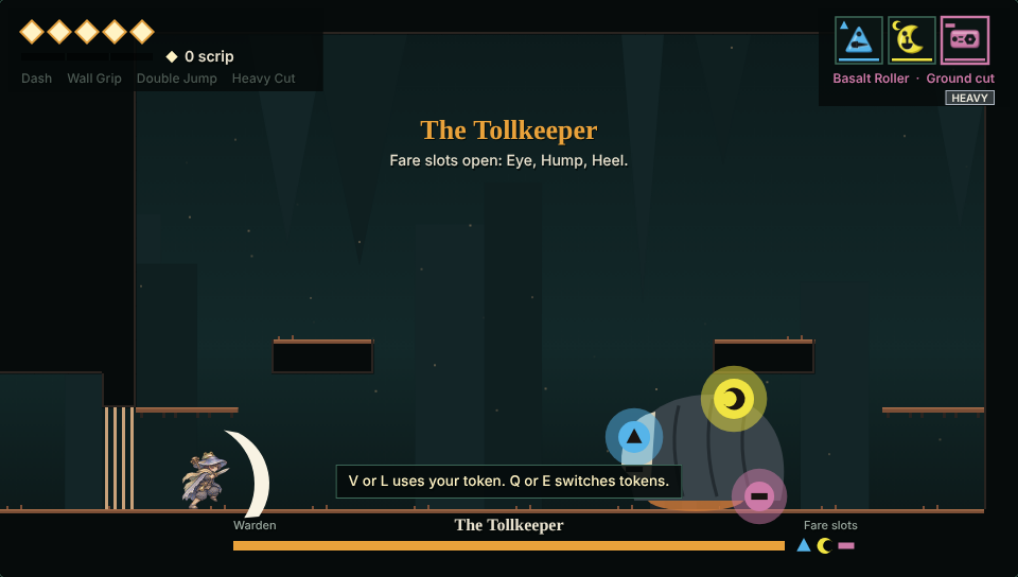 0 scrip
Dash Wall Grip Double Jump Heavy Cut
Basalt Roller · Ground cut
HEAVY
The Tollkeeper
Fare slots open: Eye, Hump, Heel.
V or L uses your token. Q or E switches tokens.
Warden
The Tollkeeper
Fare slots